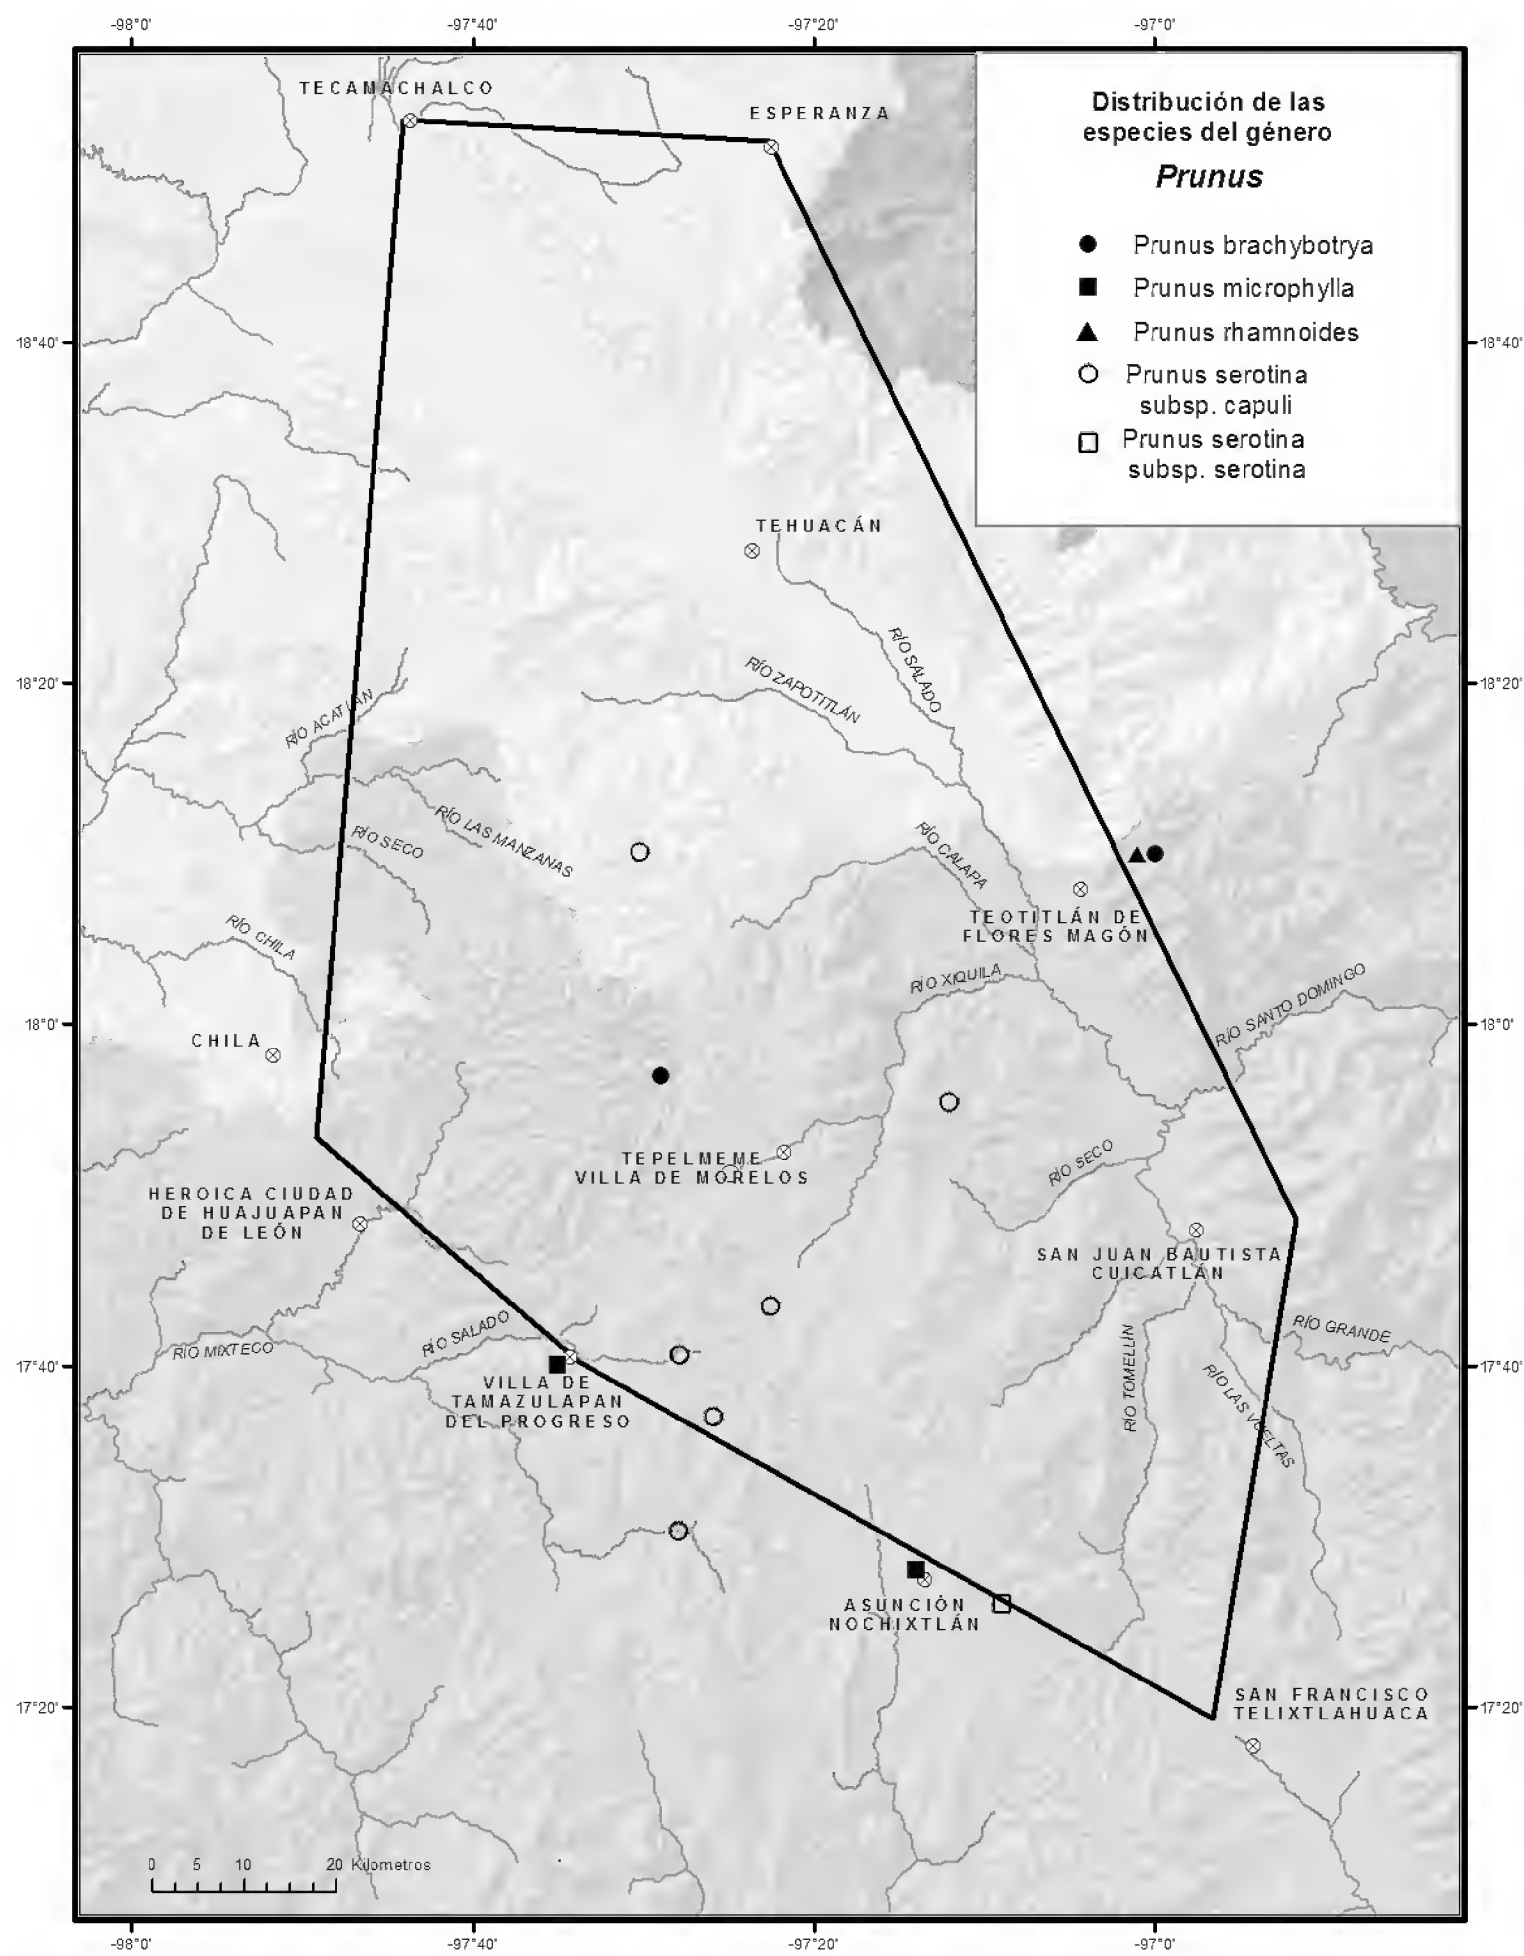 -98°0' -97°40' -97°20' -97°0'
TECAMACHALCO
ESPERANZA
Distribución de las
especies del género
Prunus
Prunus brachybotrya
Prunus microphylla
Prunus rhamnoides
Prunus serotina
subsp. capuli
Prunus serotina
subsp. serotina
18°40' 18°40'
TEHUACÁN
RÍO SALADO
RÍO ZAPOTITLÁN
18°20' 18°20'
RÍO ACATLÁN
RÍO LAS MANZANAS
RÍO SECO
RÍO CALAPA
TEOTITLÁN DE
FLORES MAGÓN
RÍO CHILA
RÍO XIQUILA
RÍO SANTO DOMINGO
18°0' 18°0'
CHILA
TEPELMEME
VILLA DE MORELOS
RÍO SECO
HEROICA CIUDAD
DE HUAJUAPAN
DE LEÓN
SAN JUAN BAUTISTA
CUICATLÁN
RÍO SALADO
RÍO MIXTECO
RÍO GRANDE
17°40' 17°40'
RÍO TOMELLÍN
RÍO LAS VUELTAS
VILLA DE
TAMAZULAPAN
DEL PROGRESO
ASUNCIÓN
NOCHIXTLÁN
17°20' 17°20'
SAN FRANCISCO
TELIXTLAHUACA
0 5 10 20 Kilometros
-98°0' -97°40' -97°20' -97°0'